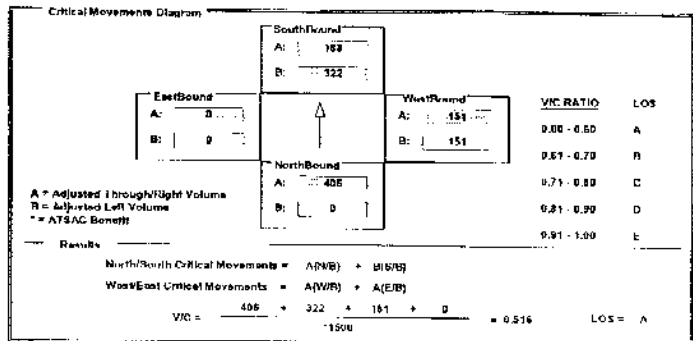 Critical Movements Diagram
SouthBound
A: 
B: 322
EastBound
A: 0
B: 0
WestBound
A: 151
B: 151
NorthBound
A: 406
B: 0
V/C RATIO LOS
0.00 - 0.60 A
0.61 - 0.70 B
0.71 - 0.80 C
0.81 - 0.90 D
0.91 - 1.00 E
A = Adjusted Through/Right Volume
B = Adjusted Left Volume
* = ATSAC Benefit
Results
North/South Critical Movements = A(N/B) + B(S/B)
West/East Critical Movements = A(W/B) + A(E/B)
406 + 322 + 151 + 0
V/C = = 0.516 LOS = A